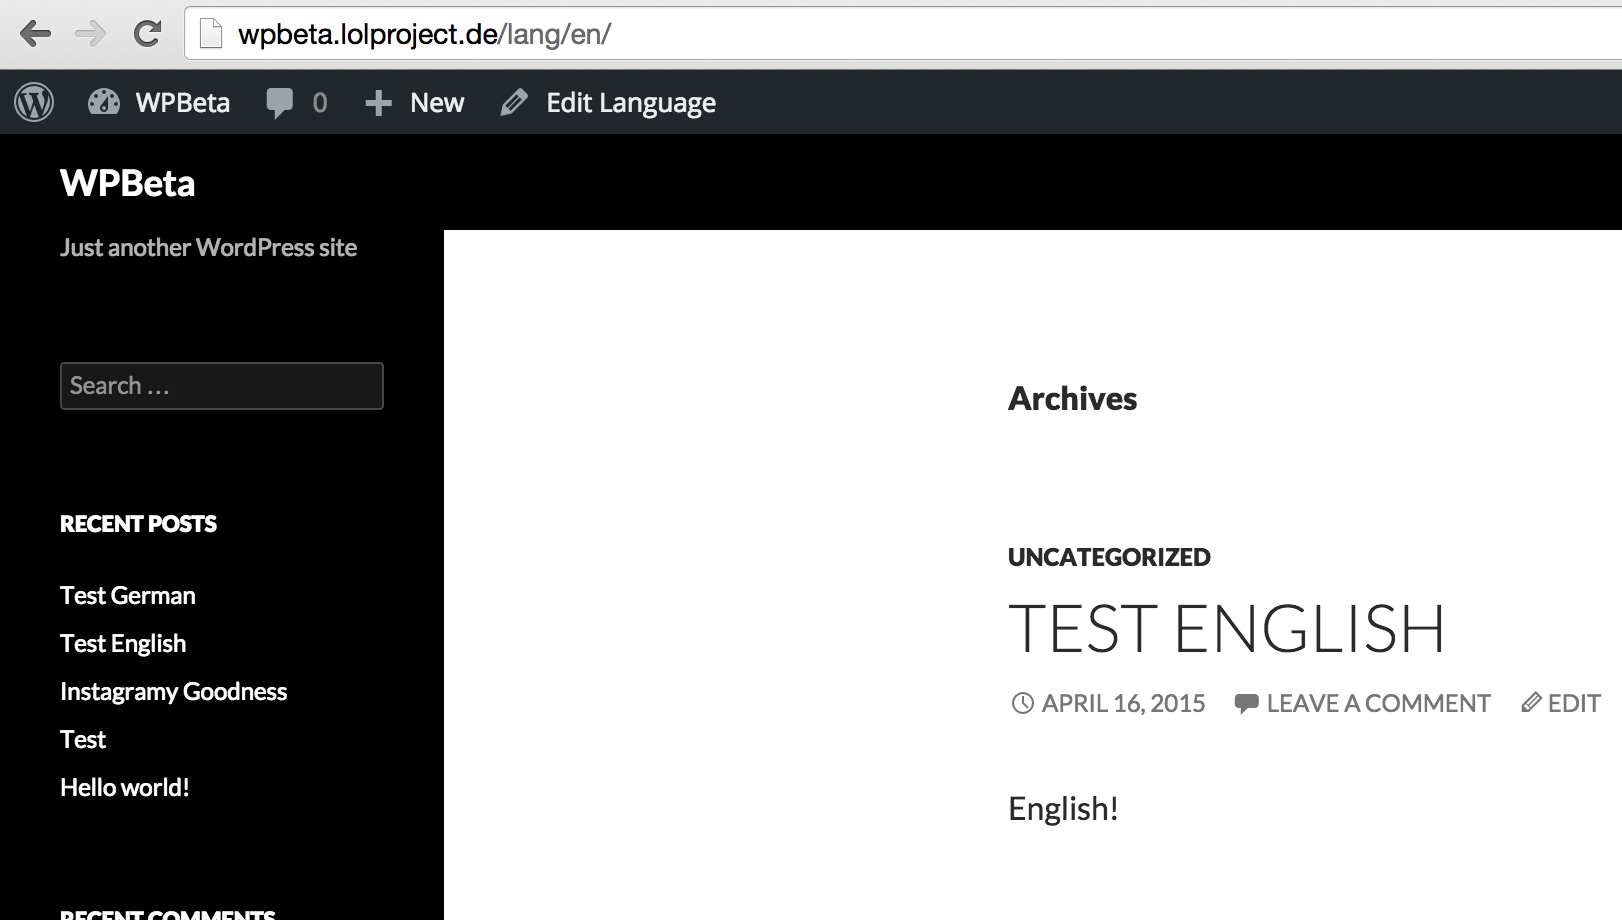 wpbeta.lolproject.de/lang/en/
WPBeta 0 New Edit Language
WPBeta
Just another WordPress site
Search ...
RECENT POSTS
Test German
Test English
Instagramy Goodness
Test
Hello world!
RECENT COMMENTS
Archives
UNCATEGORIZED
TEST ENGLISH
APRIL 16, 2015 LEAVE A COMMENT EDIT
English!